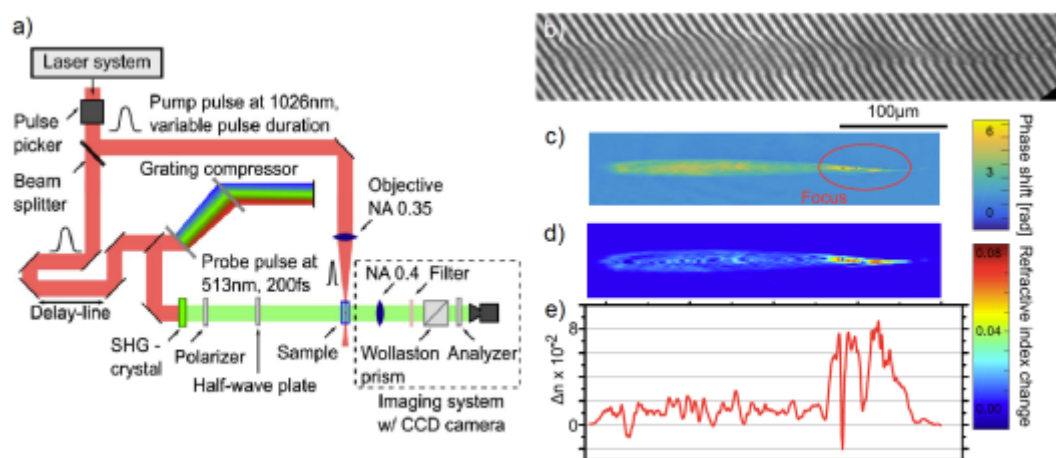 a)
Laser system
Pulse
picker
Pump pulse at 1026nm,
variable pulse duration
Beam
splitter
Grating compressor
Objective
NA 0.35
Probe pulse at
513nm, 200fs
NA 0.4
Filter
Delay-line
SHG -
crystal
Polarizer
Half-wave plate
Sample
Wollaston
prism
Analyzer
Imaging system
w/ CCD camera
b)
100µm
c)
Focus
6
3
0
Phase shift [rad]
d)
0.08
0.04
0.00
Refractive index change
e)
Δn x 10-2
8
4
0